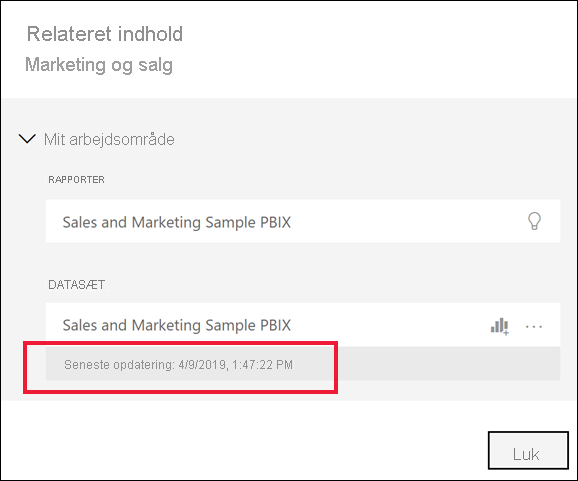 Relateret indhold
Marketing og salg
Mit arbejdsområde
RAPPORTER
Sales and Marketing Sample PBIX
DATASÆT
Sales and Marketing Sample PBIX
Seneste opdatering: 4/9/2019, 1:47:22 PM
Luk